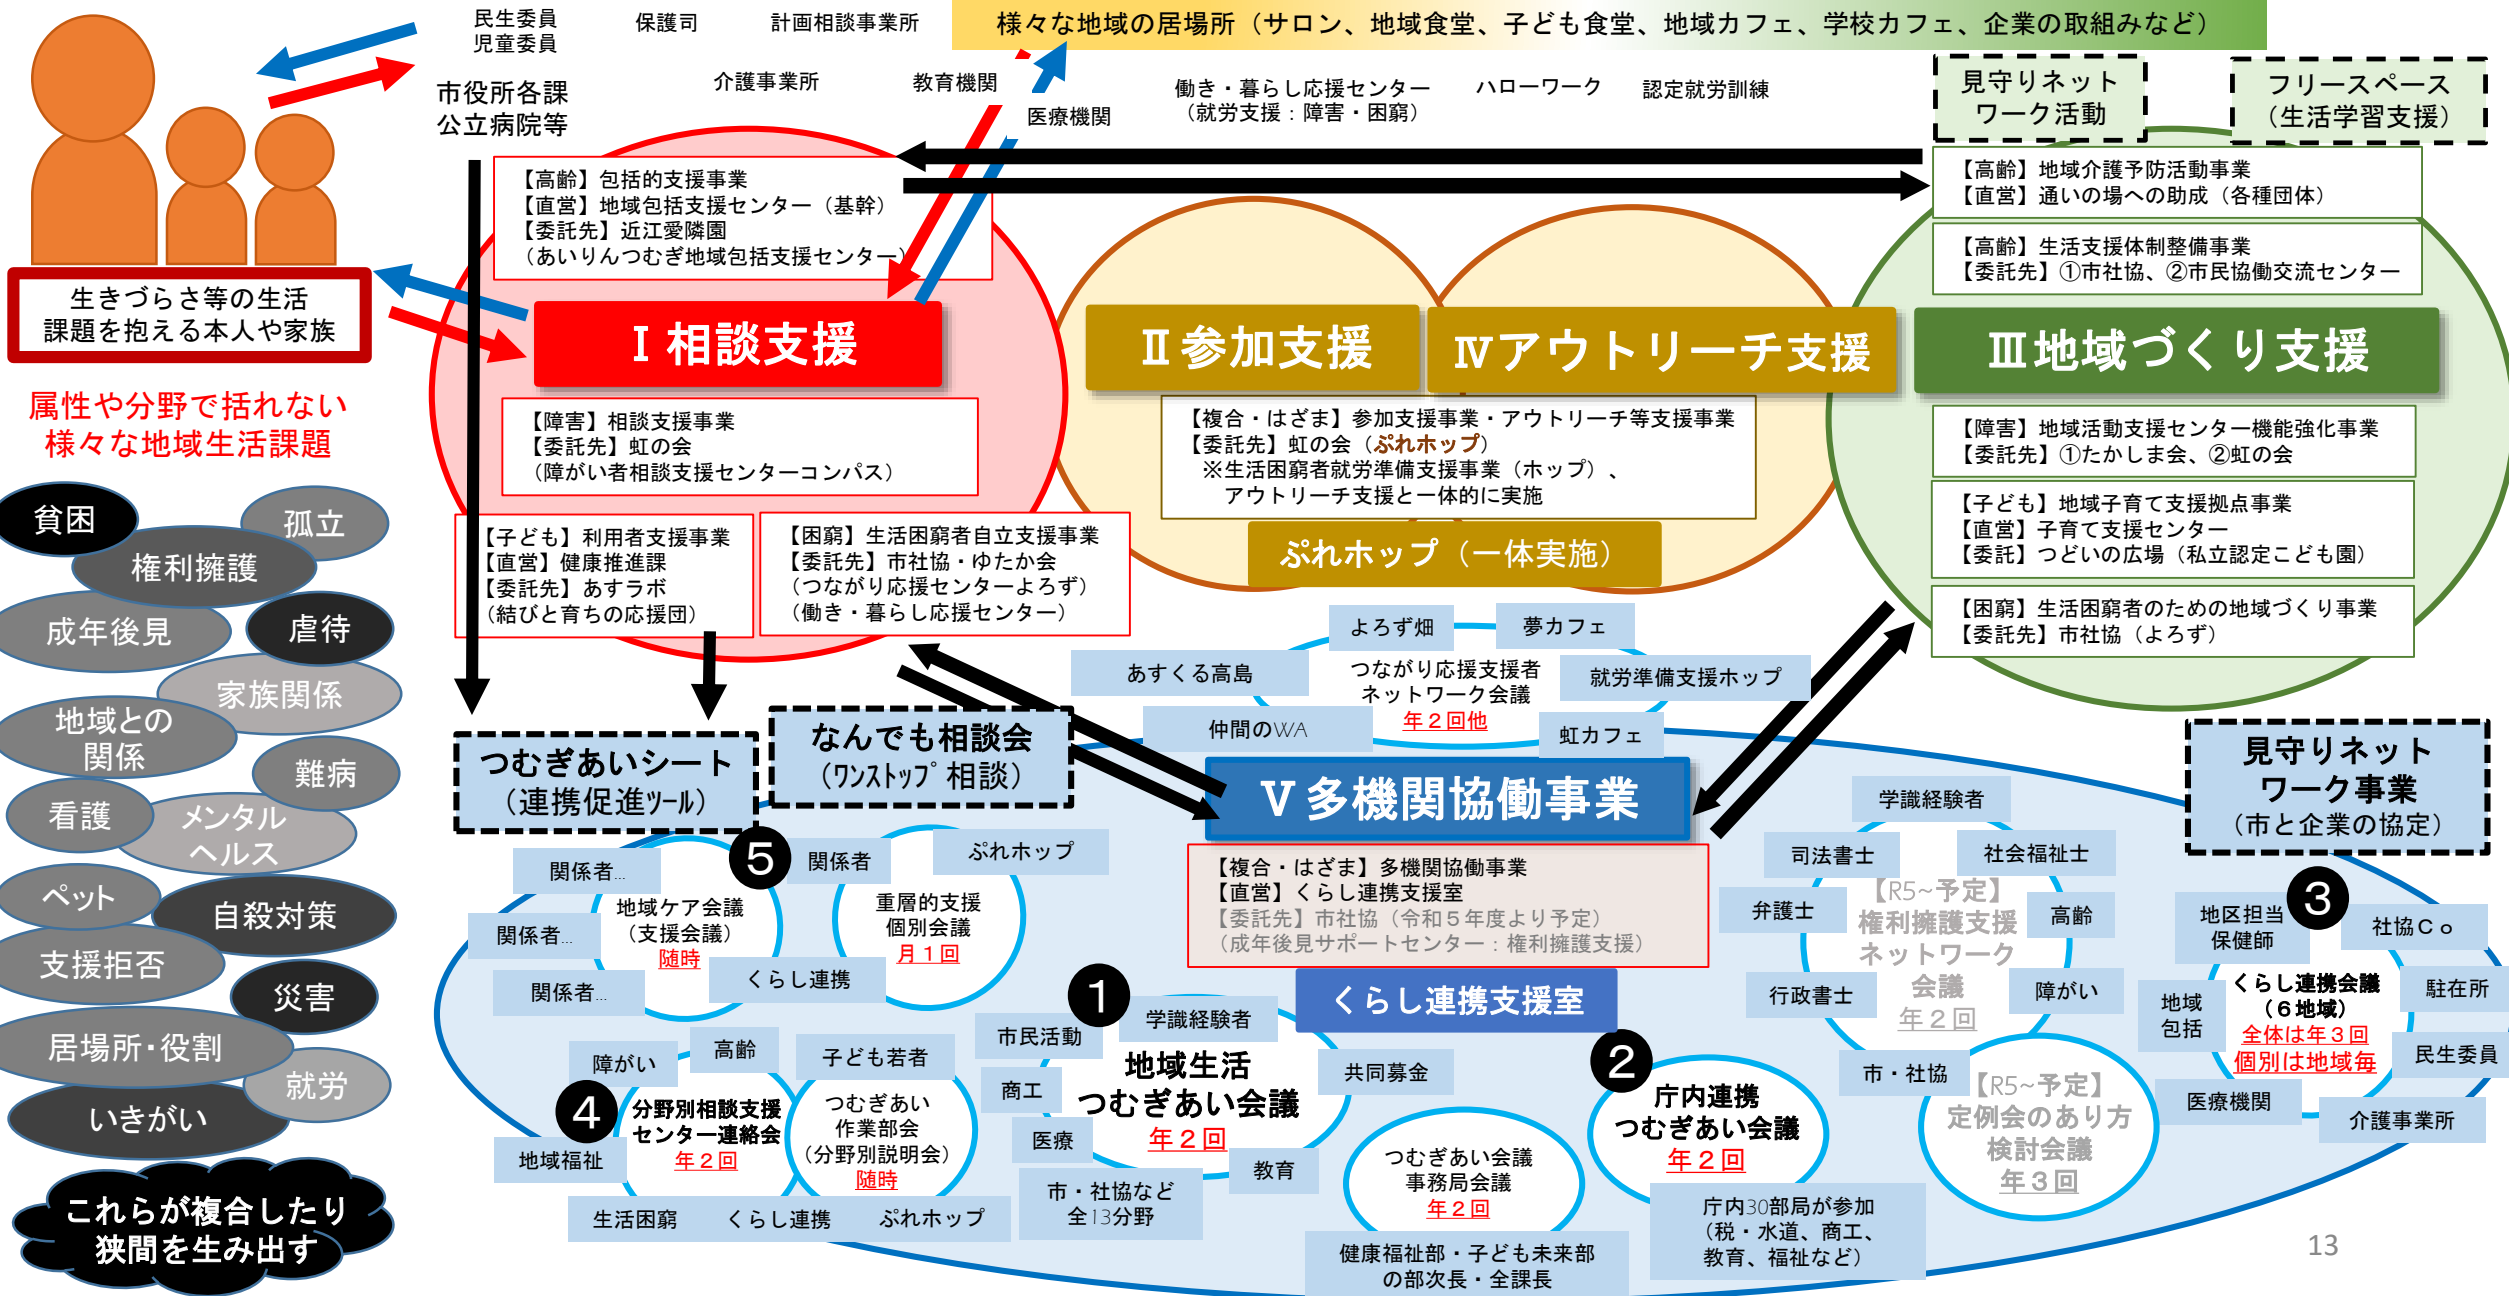 民生委員
児童委員
保護司
計画相談事業所
様々な地域の居場所（サロン、地域食堂、子ども食堂、地域カフェ、学校カフェ、企業の取組みなど）
市役所各課
公立病院等
介護事業所
教育機関
医療機関
働き・暮らし応援センター
（就労支援：障害・困窮）
ハローワーク
認定就労訓練
見守りネット
ワーク活動
フリースペース
（生活学習支援）
生きづらさ等の生活
課題を抱える本人や家族
属性や分野で括れない
様々な地域生活課題
貧困
孤立
権利擁護
成年後見
虐待
家族関係
地域との
関係
難病
看護
メンタル
ヘルス
ペット
自殺対策
支援拒否
災害
居場所・役割
就労
いきがい
これらが複合したり
狭間を生み出す
【高齢】包括的支援事業
【直営】地域包括支援センター（基幹）
【委託先】近江愛隣園
（あいりんつむぎ地域包括支援センター）
Ⅰ相談支援
【障害】相談支援事業
【委託先】虹の会
（障がい者相談支援センターコンパス）
【子ども】利用者支援事業
【直営】健康推進課
【委託先】あすラボ
（結びと育ちの応援団）
【困窮】生活困窮者自立支援事業
【委託先】市社協・ゆたか会
（つながり応援センターよろず）
（働き・暮らし応援センター）
Ⅱ参加支援
Ⅳアウトリーチ支援
【複合・はざま】参加支援事業・アウトリーチ等支援事業
【委託先】虹の会（ぷれホップ）
※生活困窮者就労準備支援事業（ホップ）、
アウトリーチ支援と一体的に実施
ぷれホップ（一体実施）
【高齢】地域介護予防活動事業
【直営】通いの場への助成（各種団体）
【高齢】生活支援体制整備事業
【委託先】①市社協、②市民協働交流センター
Ⅲ地域づくり支援
【障害】地域活動支援センター機能強化事業
【委託先】①たかしま会、②虹の会
【子ども】地域子育て支援拠点事業
【直営】子育て支援センター
【委託】つどいの広場（私立認定こども園）
【困窮】生活困窮者のための地域づくり事業
【委託先】市社協（よろず）
よろず畑
夢カフェ
あすくる高島
つながり応援支援者
ネットワーク会議
年２回他
就労準備支援ホップ
仲間のWA
虹カフェ
つむぎあいシート
（連携促進ﾂｰﾙ）
なんでも相談会
（ﾜﾝｽﾄｯﾌﾟ相談）
Ⅴ多機関協働事業
【複合・はざま】多機関協働事業
【直営】くらし連携支援室
【委託先】市社協（令和５年度より予定）
（成年後見サポートセンター：権利擁護支援）
くらし連携支援室
見守りネット
ワーク事業
（市と企業の協定）
5
関係者…
関係者…
関係者…
地域ケア会議
（支援会議）
随時
関係者
ぷれホップ
重層的支援
個別会議
月１回
くらし連携
4
障がい
高齢
子ども若者
地域福祉
分野別相談支援
センター連絡会
年２回
つむぎあい
作業部会
（分野別説明会）
随時
生活困窮
くらし連携
ぷれホップ
1
市民活動
学識経験者
商工
共同募金
地域生活
つむぎあい会議
年２回
医療
教育
市・社協など
全13分野
つむぎあい会議
事務局会議
年２回
健康福祉部・子ども未来部
の部次長・全課長
2
庁内連携
つむぎあい会議
年２回
庁内30部局が参加
（税・水道、商工、
教育、福祉など）
学識経験者
司法書士
社会福祉士
弁護士
高齢
【R5~予定】
権利擁護支援
ネットワーク
会議
年２回
行政書士
障がい
市・社協
【R5~予定】
定例会のあり方
検討会議
年３回
3
地区担当
保健師
社協Ｃｏ
地域
包括
くらし連携会議
（６地域）
全体は年３回
個別は地域毎
駐在所
民生委員
医療機関
介護事業所
13